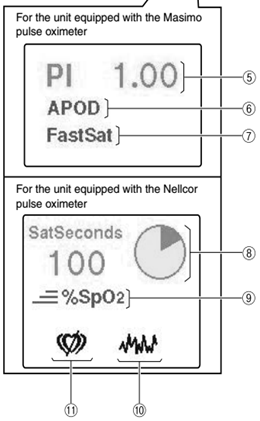 For the unit equipped with the Masimo
pulse oximeter
PI 1.00 ⑤
APOD ⑥
FastSat ⑦
For the unit equipped with the Nellcor
pulse oximeter
SatSeconds
100 ⑧
%SpO2 ⑨
⑪ ⑩